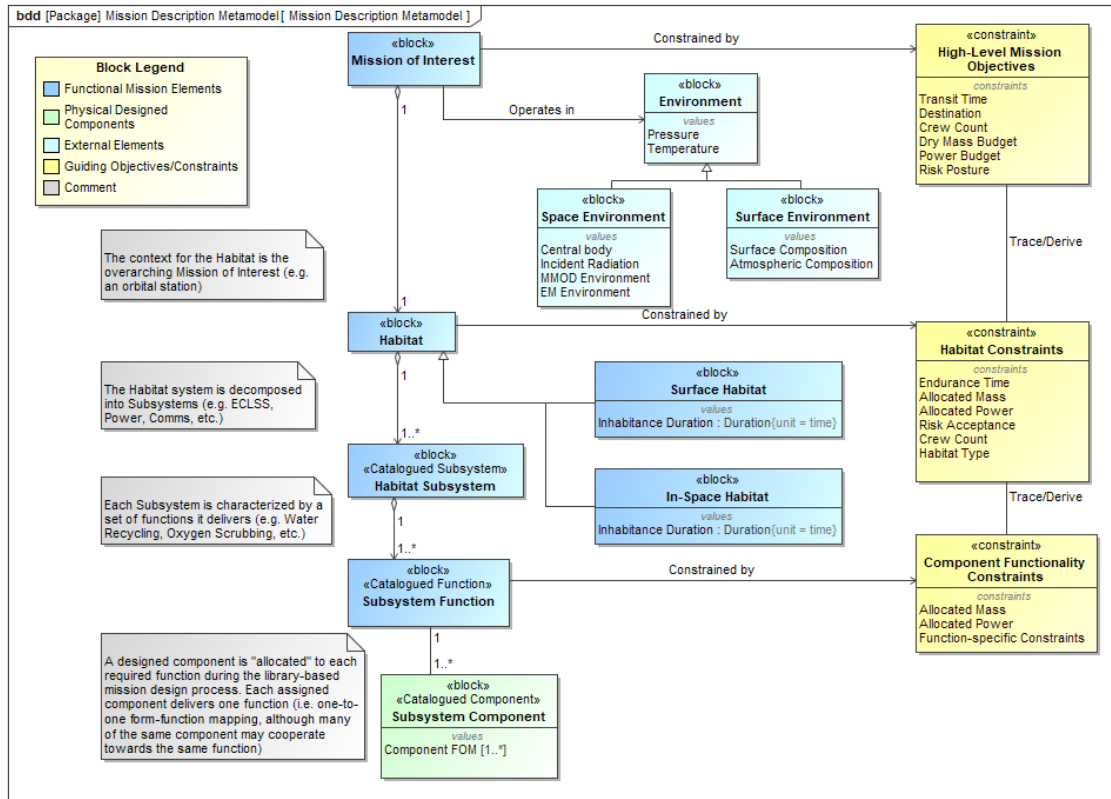 bdd [Package] Mission Description Metamodel[ Mission Description Metamodel ]
Block Legend
Functional Mission Elements
Physical Designed
Components
External Elements
Guiding Objectives/Constraints
Comment
«block»
Mission of Interest
Constrained by
«constraint»
High-Level Mission
Objectives
constraints
Transit Time
Destination
Crew Count
Dry Mass Budget
Power Budget
Risk Posture
1
Operates in
«block»
Environment
values
Pressure
Temperature
«block»
Space Environment
values
Central body
Incident Radiation
MMOD Environment
EM Environment
«block»
Surface Environment
values
Surface Composition
Atmospheric Composition
Trace/Derive
The context for the Habitat is the
overarching Mission of Interest (e.g.
an orbital station)
1
«block»
Habitat
Constrained by
«constraint»
Habitat Constraints
constraints
Endurance Time
Allocated Mass
Allocated Power
Risk Acceptance
Crew Count
Habitat Type
The Habitat system is decomposed
into Subsystems (e.g. ECLSS,
Power, Comms, etc.)
1
1..*
«block»
Surface Habitat
values
Inhabitance Duration : Duration{unit = time}
«block»
«Catalogued Subsystem»
Habitat Subsystem
«block»
In-Space Habitat
values
Inhabitance Duration : Duration{unit = time}
Trace/Derive
Each Subsystem is characterized by a
set of functions it delivers (e.g. Water
Recycling, Oxygen Scrubbing, etc.)
1
1..*
«block»
«Catalogued Function»
Subsystem Function
Constrained by
«constraint»
Component Functionality
Constraints
constraints
Allocated Mass
Allocated Power
Function-specific Constraints
A designed component is "allocated" to each
required function during the library-based
mission design process. Each assigned
component delivers one function (i.e. one-to-
one form-function mapping, although many
of the same component may cooperate
towards the same function)
1
1..*
«block»
«Catalogued Component»
Subsystem Component
values
Component FOM [1..*]